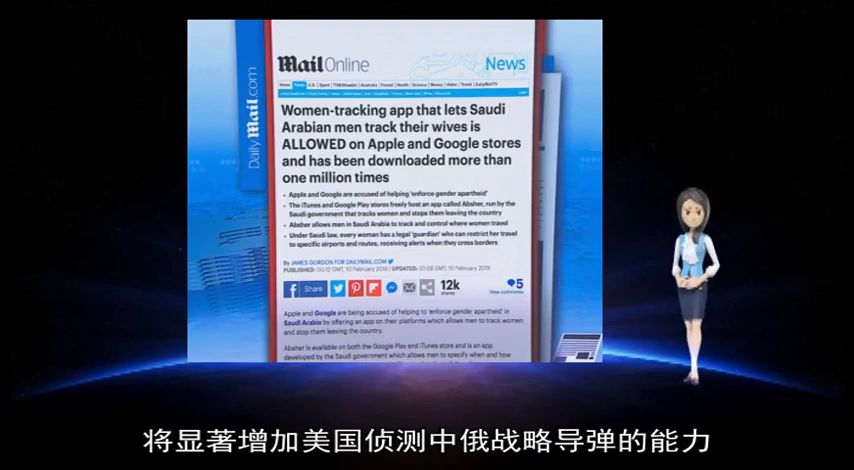 DailyMail.com
Mail Online
News
Women-tracking app that lets Saudi
Arabian men track their wives is
ALLOWED on Apple and Google stores
and has been downloaded more than
one million times
Apple and Google are accused of helping 'enforce gender apartheid'
The iTunes and Google Play stores freely host an app called Absher, run by the
Saudi government that tracks women and stops them leaving the country
Absher allows men in Saudi Arabia to track and control where women travel
Under Saudi law, every woman has a legal 'guardian' who can restrict her travel
to specific airports and routes, receiving alerts when they cross borders
By JAMES GORDON FOR DAILYMAIL.COM
10 February 2019 | UPDATED: 10 February 2019
Share
12k
shares
5
View comments
Apple and Google are being accused of helping to 'enforce gender apartheid' in
Saudi Arabia by offering an app on their platforms which allows men to track women
and stop them leaving the country.
Absher is available on both the Google Play and iTunes store and is an app
developed by the Saudi government which allows men to specify when and how
将显著增加美国侦测中俄战略导弹的能力